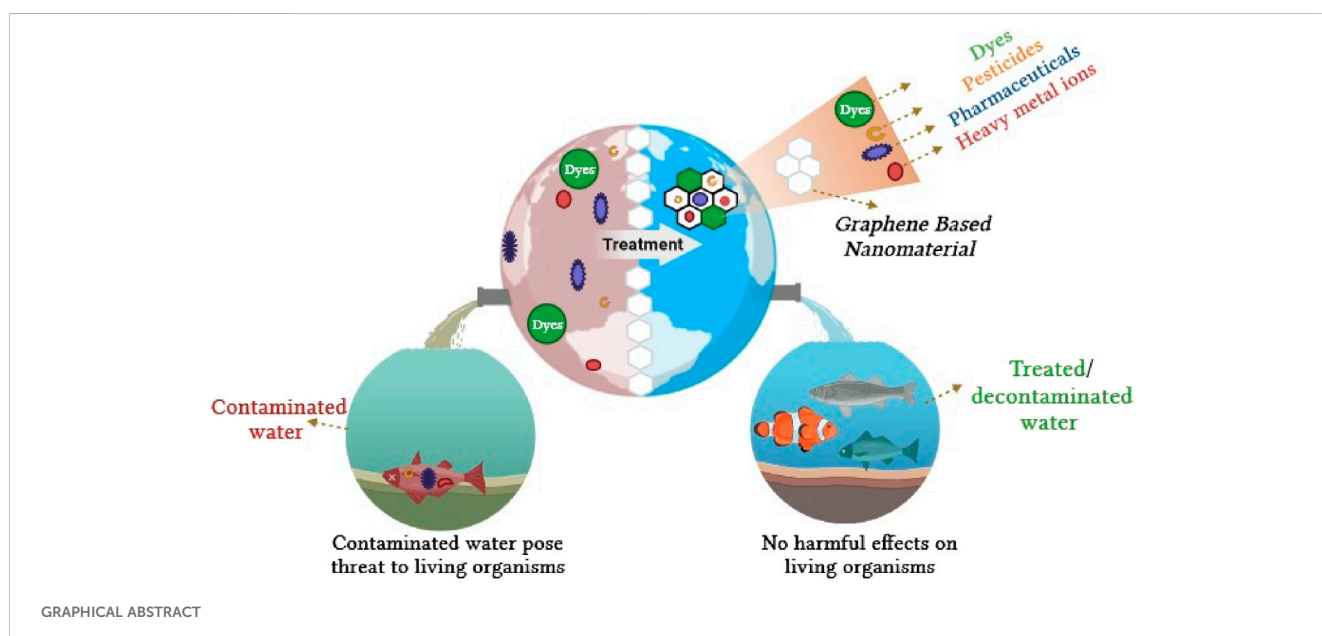 Dyes
Pesticides
Pharmaceuticals
Heavy metal ions
Dyes
Dyes
Graphene Based
Nanomaterial
Treatment
Dyes
Contaminated
water
Treated/
decontaminated
water
Contaminated water pose
threat to living organisms
No harmful effects on
living organisms
GRAPHICAL ABSTRACT